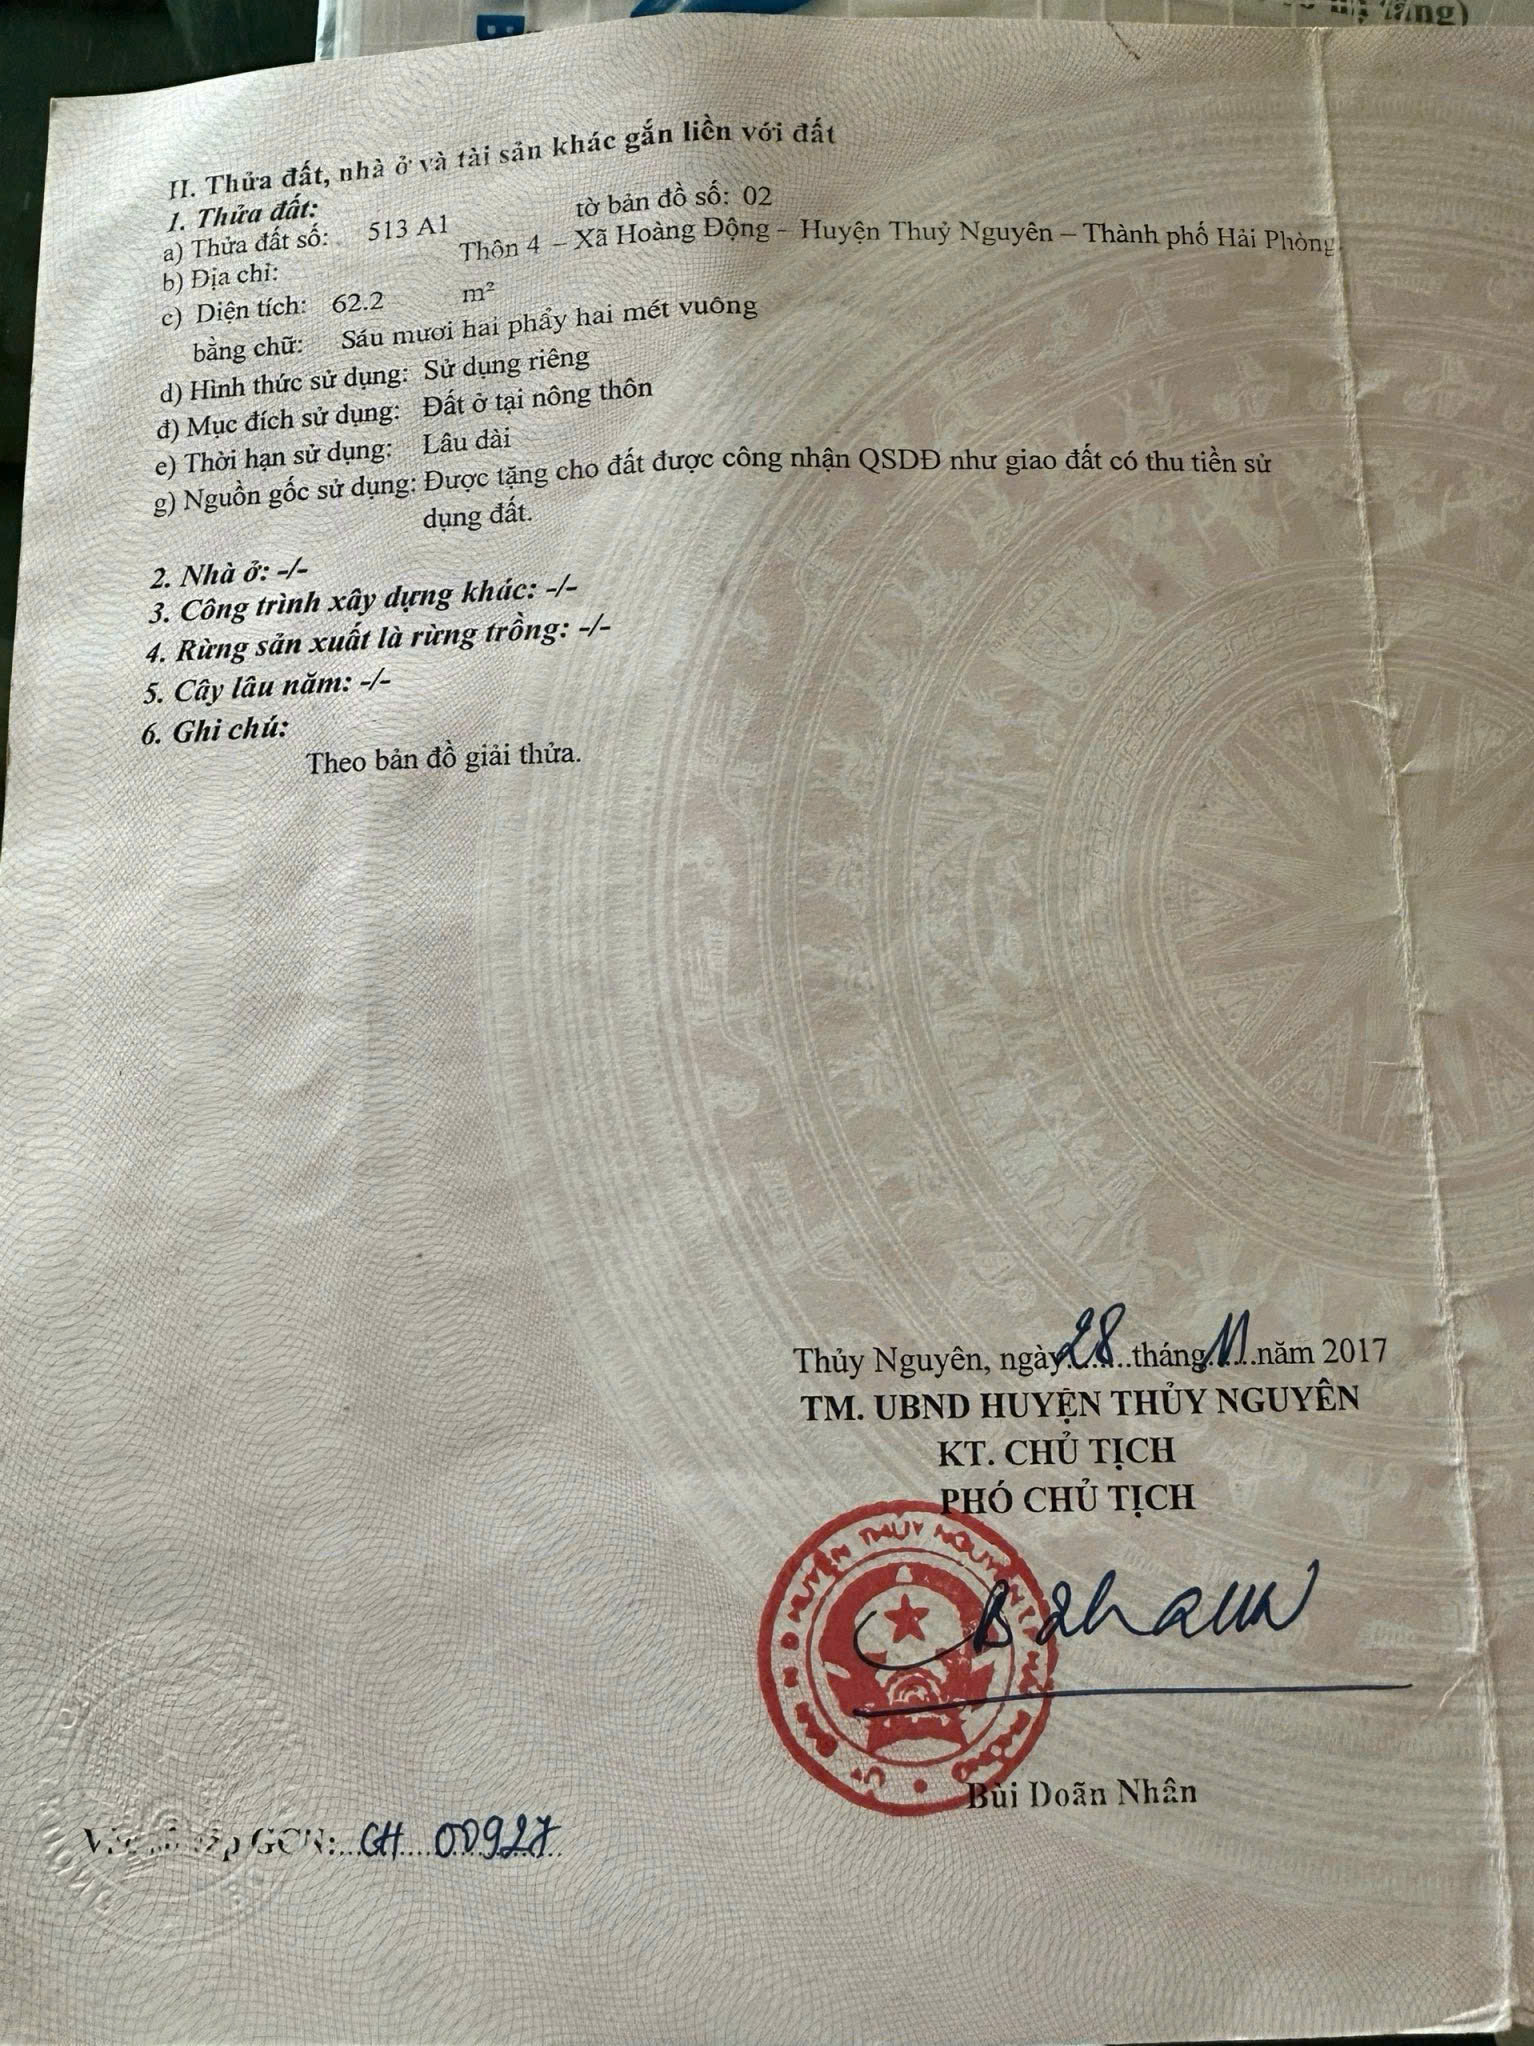 tầng)
II. Thửa đất, nhà ở và tài sản khác gắn liền với đất
1. Thửa đất:
a) Thửa đất số: 513 A1 tờ bản đồ số: 02
b) Địa chỉ: Thôn 4 – Xã Hoàng Động – Huyện Thuỷ Nguyên – Thành phố Hải Phòng.
c) Diện tích: 62.2 m²
bằng chữ: Sáu mươi hai phẩy hai mét vuông
d) Hình thức sử dụng: Sử dụng riêng
đ) Mục đích sử dụng: Đất ở tại nông thôn
e) Thời hạn sử dụng: Lâu dài
g) Nguồn gốc sử dụng: Được tặng cho đất được công nhận QSDĐ như giao đất có thu tiền sử
dụng đất.
2. Nhà ở: -/-
3. Công trình xây dựng khác: -/-
4. Rừng sản xuất là rừng trồng: -/-
5. Cây lâu năm: -/-
6. Ghi chú:
Theo bản đồ giải thửa.
Thủy Nguyên, ngày 28 tháng 11 năm 2017
TM. UBND HUYỆN THỦY NGUYÊN
KT. CHỦ TỊCH
PHÓ CHỦ TỊCH
HUYỆN THUỶ NGUYÊN
Bùi Doãn Nhân
GCN: CH 00927